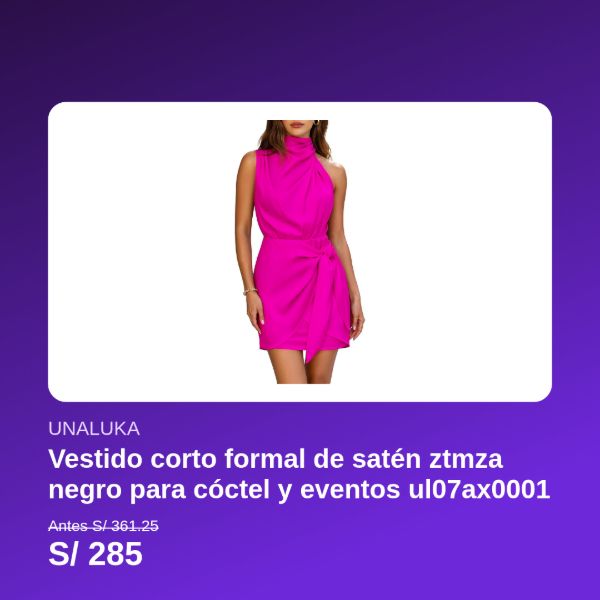 UNALUKA
Vestido corto formal de satén ztmza
negro para cóctel y eventos ul07ax0001
Antes S/ 361.25
S/ 285